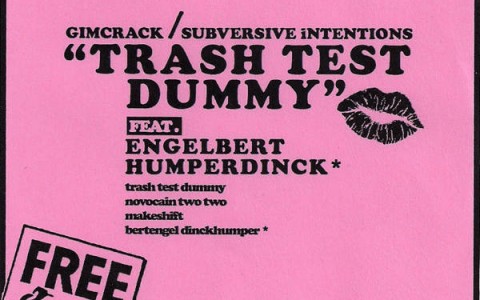 GIMCRACK / SUBVERSIVE iNTENTIONS
“TRASH TEST
DUMMY”
FEAT.
ENGELBERT
HUMPERDINCK*
trash test dummy
novocain two two
makeshift
bertengel dinckhumper *
FREE